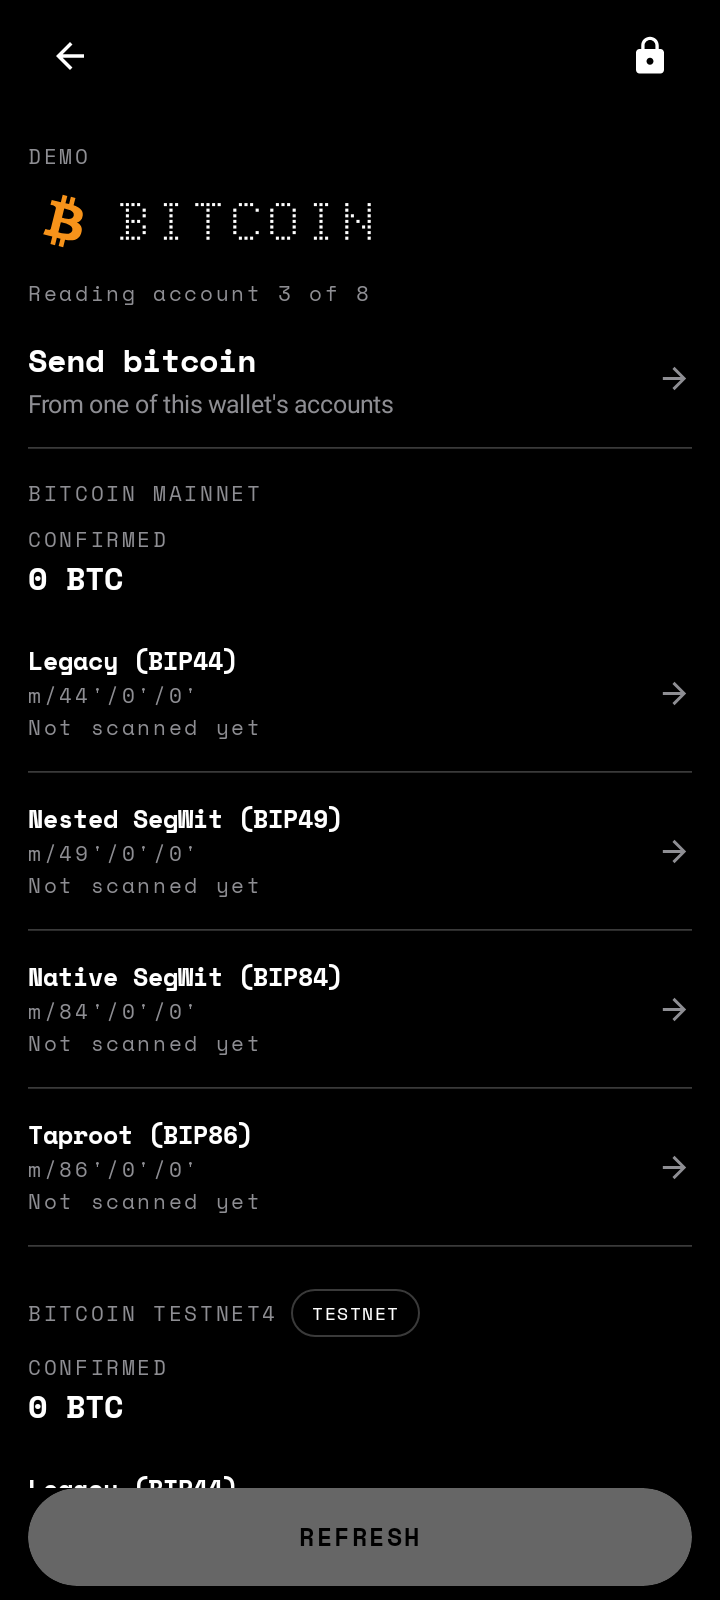 DEMO
BITCOIN
Reading account 3 of 8
Send bitcoin
From one of this wallet's accounts
BITCOIN MAINNET
CONFIRMED
0 BTC
Legacy (BIP44)
m/44'/0'/0'
Not scanned yet
Nested SegWit (BIP49)
m/49'/0'/0'
Not scanned yet
Native SegWit (BIP84)
m/84'/0'/0'
Not scanned yet
Taproot (BIP86)
m/86'/0'/0'
Not scanned yet
BITCOIN TESTNET4 TESTNET
CONFIRMED
0 BTC
Legacy (BIP44)
REFRESH